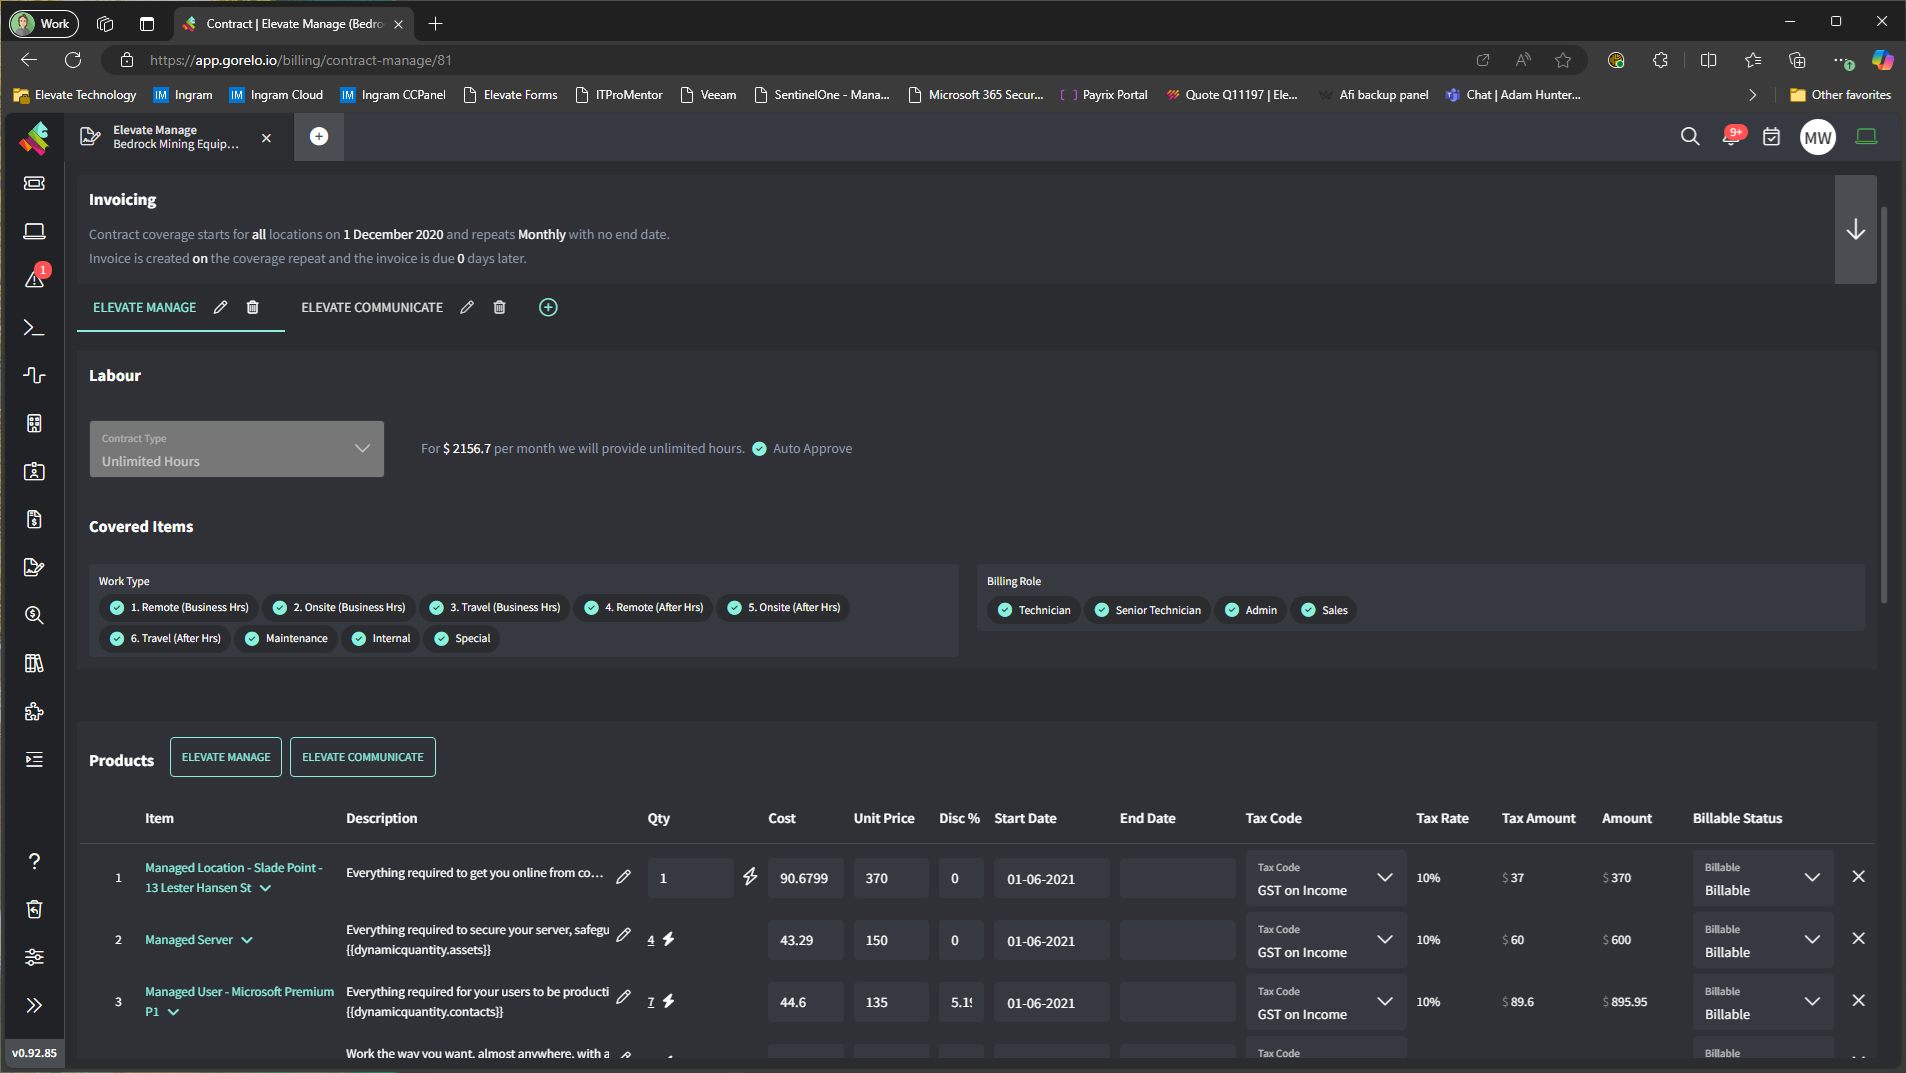 Work
Contract | Elevate Manage (Bedro
https://app.gorelo.io/billing/contract-manage/81
Elevate Technology
IM Ingram
IM Ingram Cloud
IM Ingram CCPanel
Elevate Forms
ITProMentor
Veeam
SentinelOne - Mana...
Microsoft 365 Secur...
Payrix Portal
Quote Q11197 | Ele...
Afi backup panel
Chat | Adam Hunter...
Other favorites
Elevate Manage
Bedrock Mining Equip...
9+
MW
1
Invoicing
Contract coverage starts for all locations on 1 December 2020 and repeats Monthly with no end date.
Invoice is created on the coverage repeat and the invoice is due 0 days later.
ELEVATE MANAGE
ELEVATE COMMUNICATE
Labour
Contract Type
Unlimited Hours
For $ 2156.7 per month we will provide unlimited hours. Auto Approve
Covered Items
Work Type
1. Remote (Business Hrs) 2. Onsite (Business Hrs) 3. Travel (Business Hrs) 4. Remote (After Hrs) 5. Onsite (After Hrs)
6. Travel (After Hrs) Maintenance Internal Special
Billing Role
Technician Senior Technician Admin Sales
Products ELEVATE MANAGE ELEVATE COMMUNICATE
Item Description Qty Cost Unit Price Disc % Start Date End Date Tax Code Tax Rate Tax Amount Amount Billable Status
1
Managed Location - Slade Point -
13 Lester Hansen St
Everything required to get you online from co...
1 90.6799 370 0 01-06-2021
Tax Code
GST on Income
10% $ 37 $ 370
Billable
Billable
2
Managed Server
Everything required to secure your server, safegu
{{dynamicquantity.assets}}
4 43.29 150 0 01-06-2021
Tax Code
GST on Income
10% $ 60 $ 600
Billable
Billable
3
Managed User - Microsoft Premium
P1
Everything required for your users to be producti
{{dynamicquantity.contacts}}
7 44.6 135 5.19 01-06-2021
Tax Code
GST on Income
10% $ 89.6 $ 895.95
Billable
Billable
Work the way you want, almost anywhere, with a
Tax Code
Billable
v0.92.85